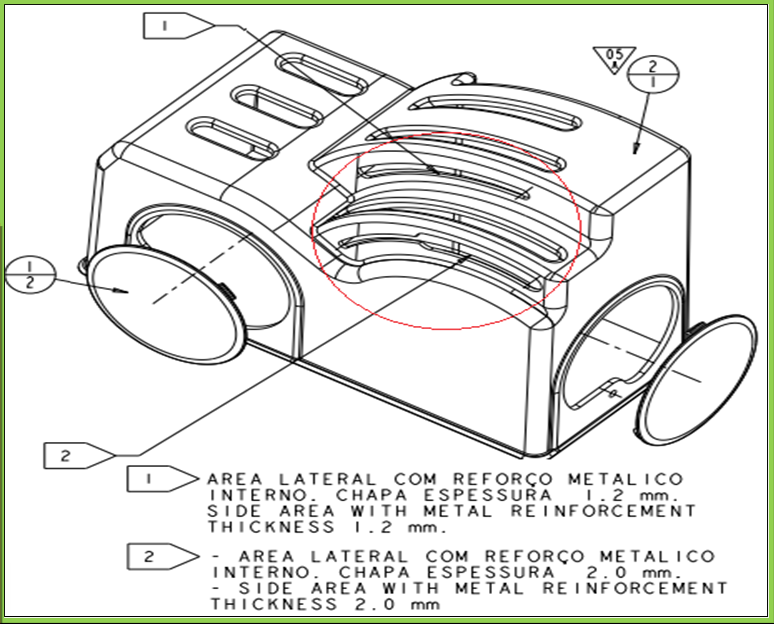 1
05
A
2
1
1
2
2
1 AREA LATERAL COM REFORÇO METALICO
INTERNO. CHAPA ESPESSURA 1.2 mm.
SIDE AREA WITH METAL REINFORCEMENT
THICKNESS 1.2 mm.
2 - AREA LATERAL COM REFORÇO METALICO
INTERNO. CHAPA ESPESSURA 2.0 mm.
- SIDE AREA WITH METAL REINFORCEMENT
THICKNESS 2.0 mm